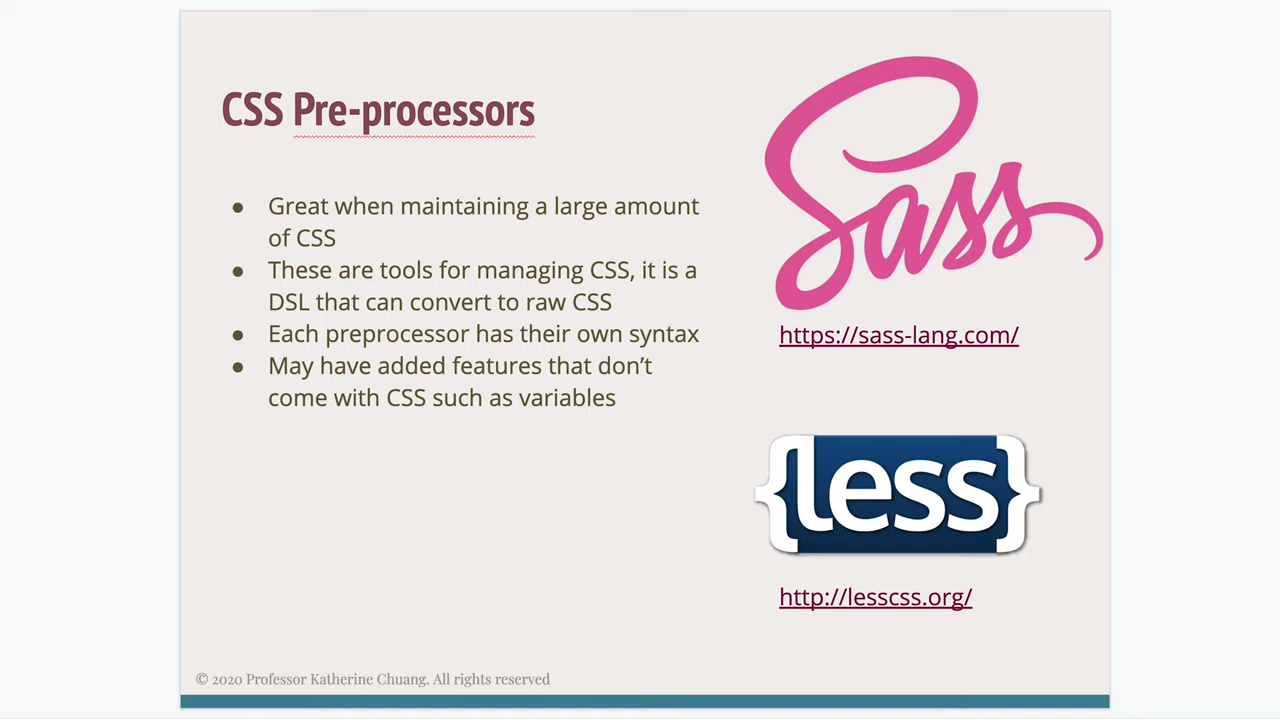 CSS Pre-processors
● Great when maintaining a large amount
of CSS
● These are tools for managing CSS, it is a
DSL that can convert to raw CSS
● Each preprocessor has their own syntax
● May have added features that don’t
come with CSS such as variables
Sass
https://sass-lang.com/
{less}
http://lesscss.org/
© 2020 Professor Katherine Chuang. All rights reserved